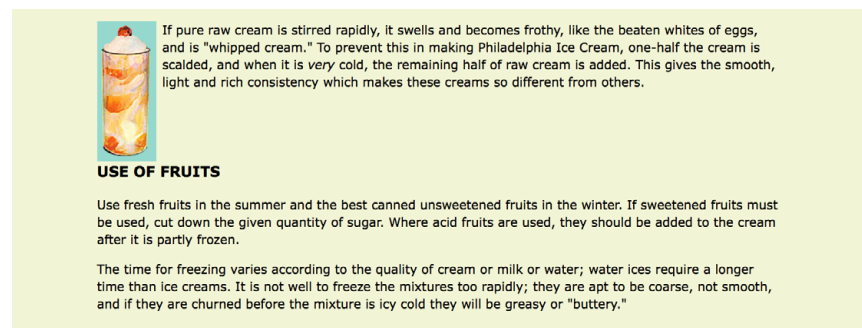 If pure raw cream is stirred rapidly, it swells and becomes frothy, like the beaten whites of eggs,
and is "whipped cream." To prevent this in making Philadelphia Ice Cream, one-half the cream is
scalded, and when it is very cold, the remaining half of raw cream is added. This gives the smooth,
light and rich consistency which makes these creams so different from others.
USE OF FRUITS
Use fresh fruits in the summer and the best canned unsweetened fruits in the winter. If sweetened fruits must
be used, cut down the given quantity of sugar. Where acid fruits are used, they should be added to the cream
after it is partly frozen.
The time for freezing varies according to the quality of cream or milk or water; water ices require a longer
time than ice creams. It is not well to freeze the mixtures too rapidly; they are apt to be coarse, not smooth,
and if they are churned before the mixture is icy cold they will be greasy or "buttery."